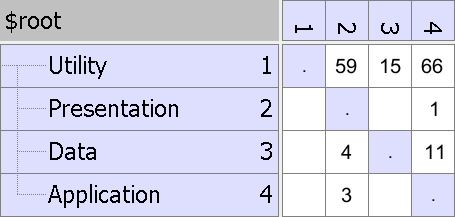 $root 1 2 3 4
Utility 1 . 59 15 66
Presentation 2 . 1
Data 3 4 . 11
Application 4 3 .